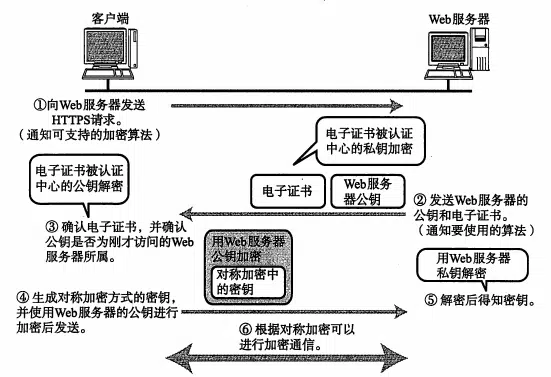 客户端
Web服务器
①向Web服务器发送
HTTPS请求。
（通知可支持的加密算法）
电子证书被认证
中心的私钥加密
电子证书被认证
中心的公钥解密
电子证书
Web服务
器公钥
② 发送Web服务器的
公钥和电子证书。
（通知要使用的算法）
③ 确认电子证书，并确认
公钥是否为刚才访问的Web
服务器所属。
用Web服务器
公钥加密
对称加密中
的密钥
用Web服务器
私钥解密
④ 生成对称加密方式的密钥，
并使用Web服务器的公钥进行
加密后发送。
⑤ 解密后得知密钥。
⑥ 根据对称加密可以
进行加密通信。